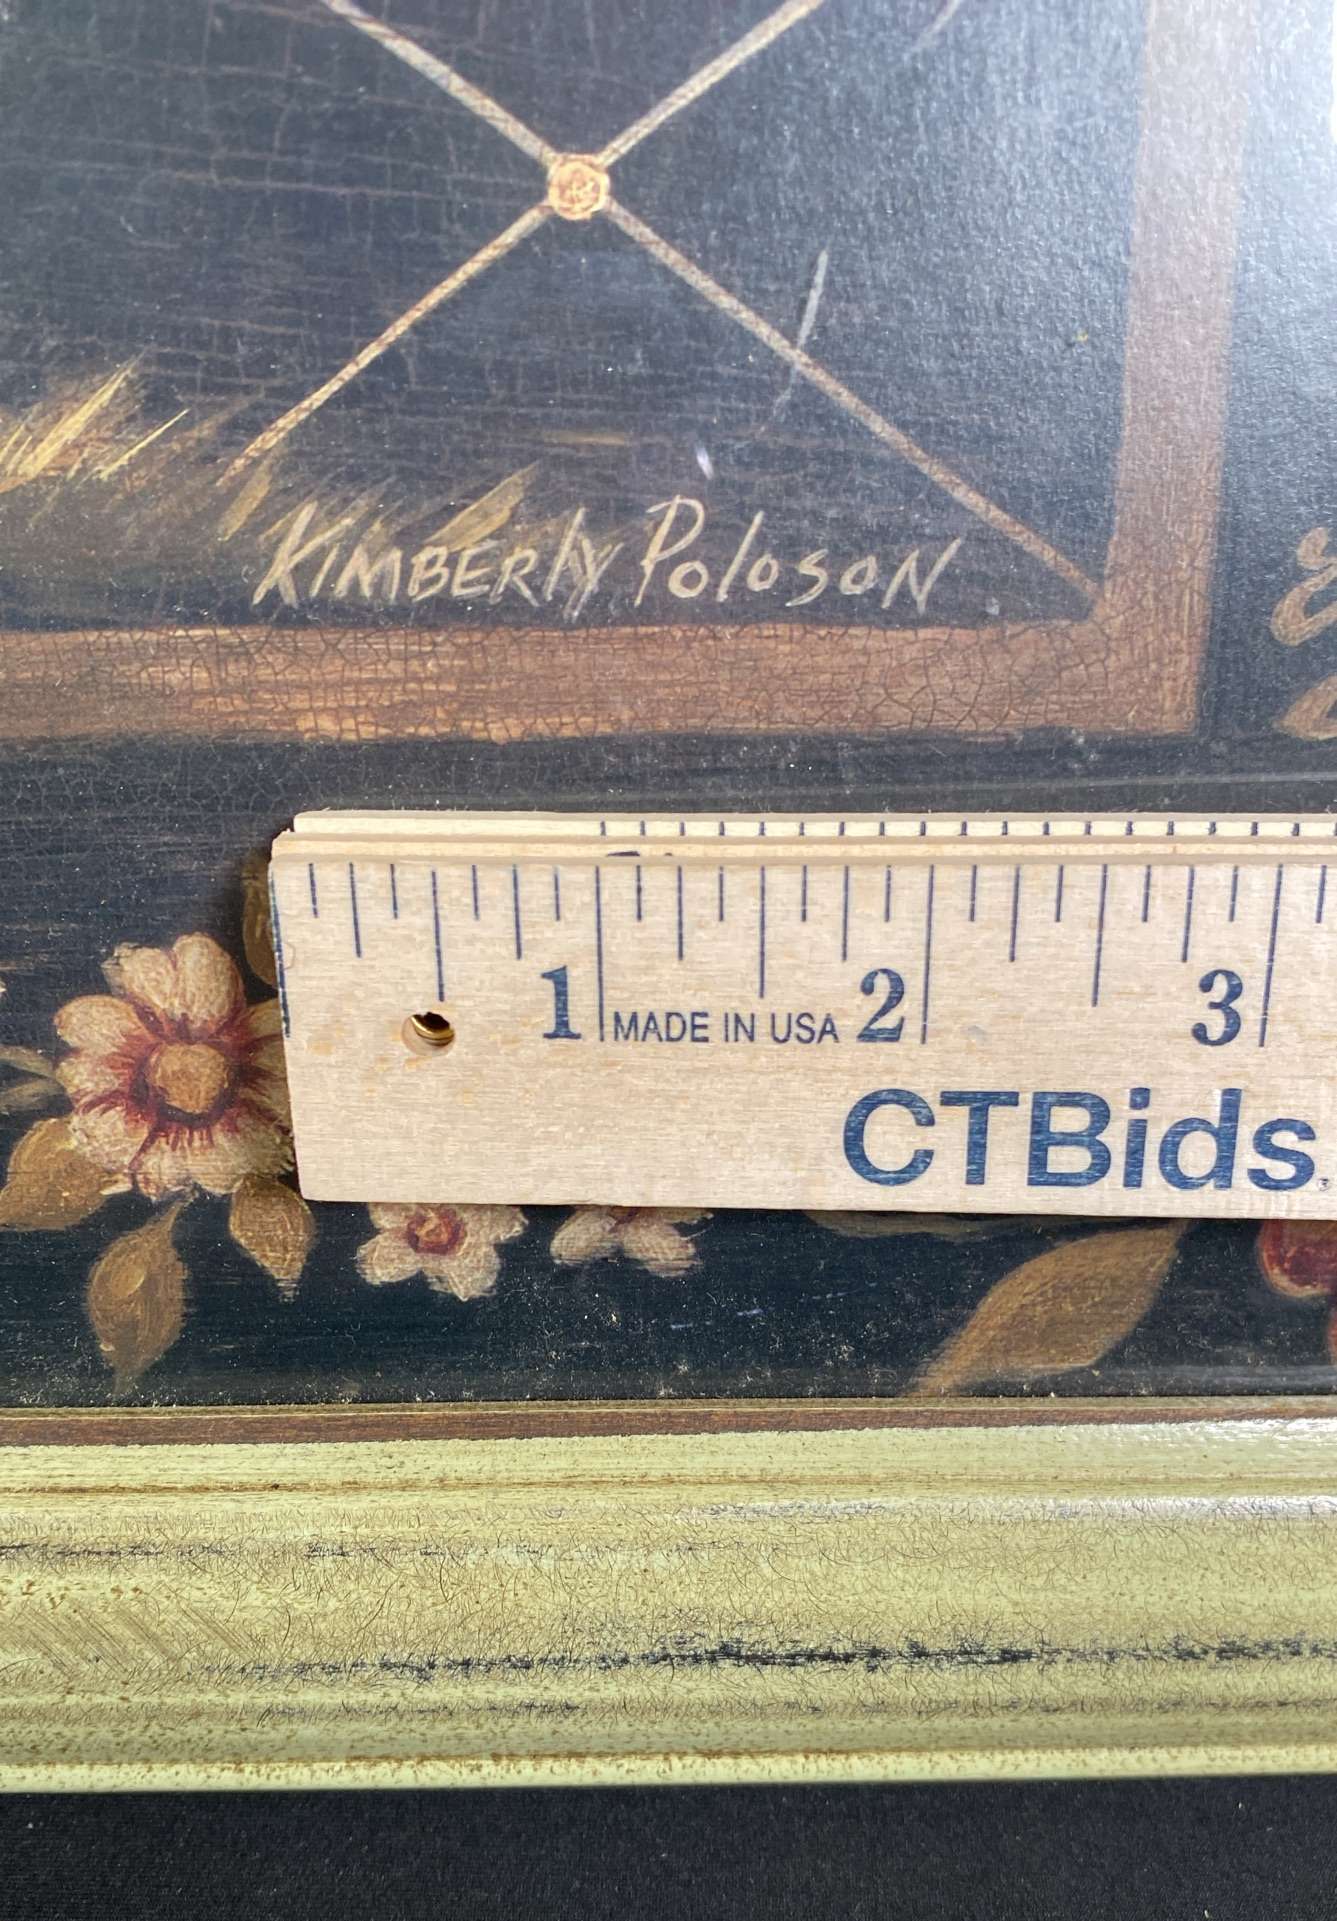 KIMBERly PoloSoN
1 MADE IN USA 2 3
CTBids.